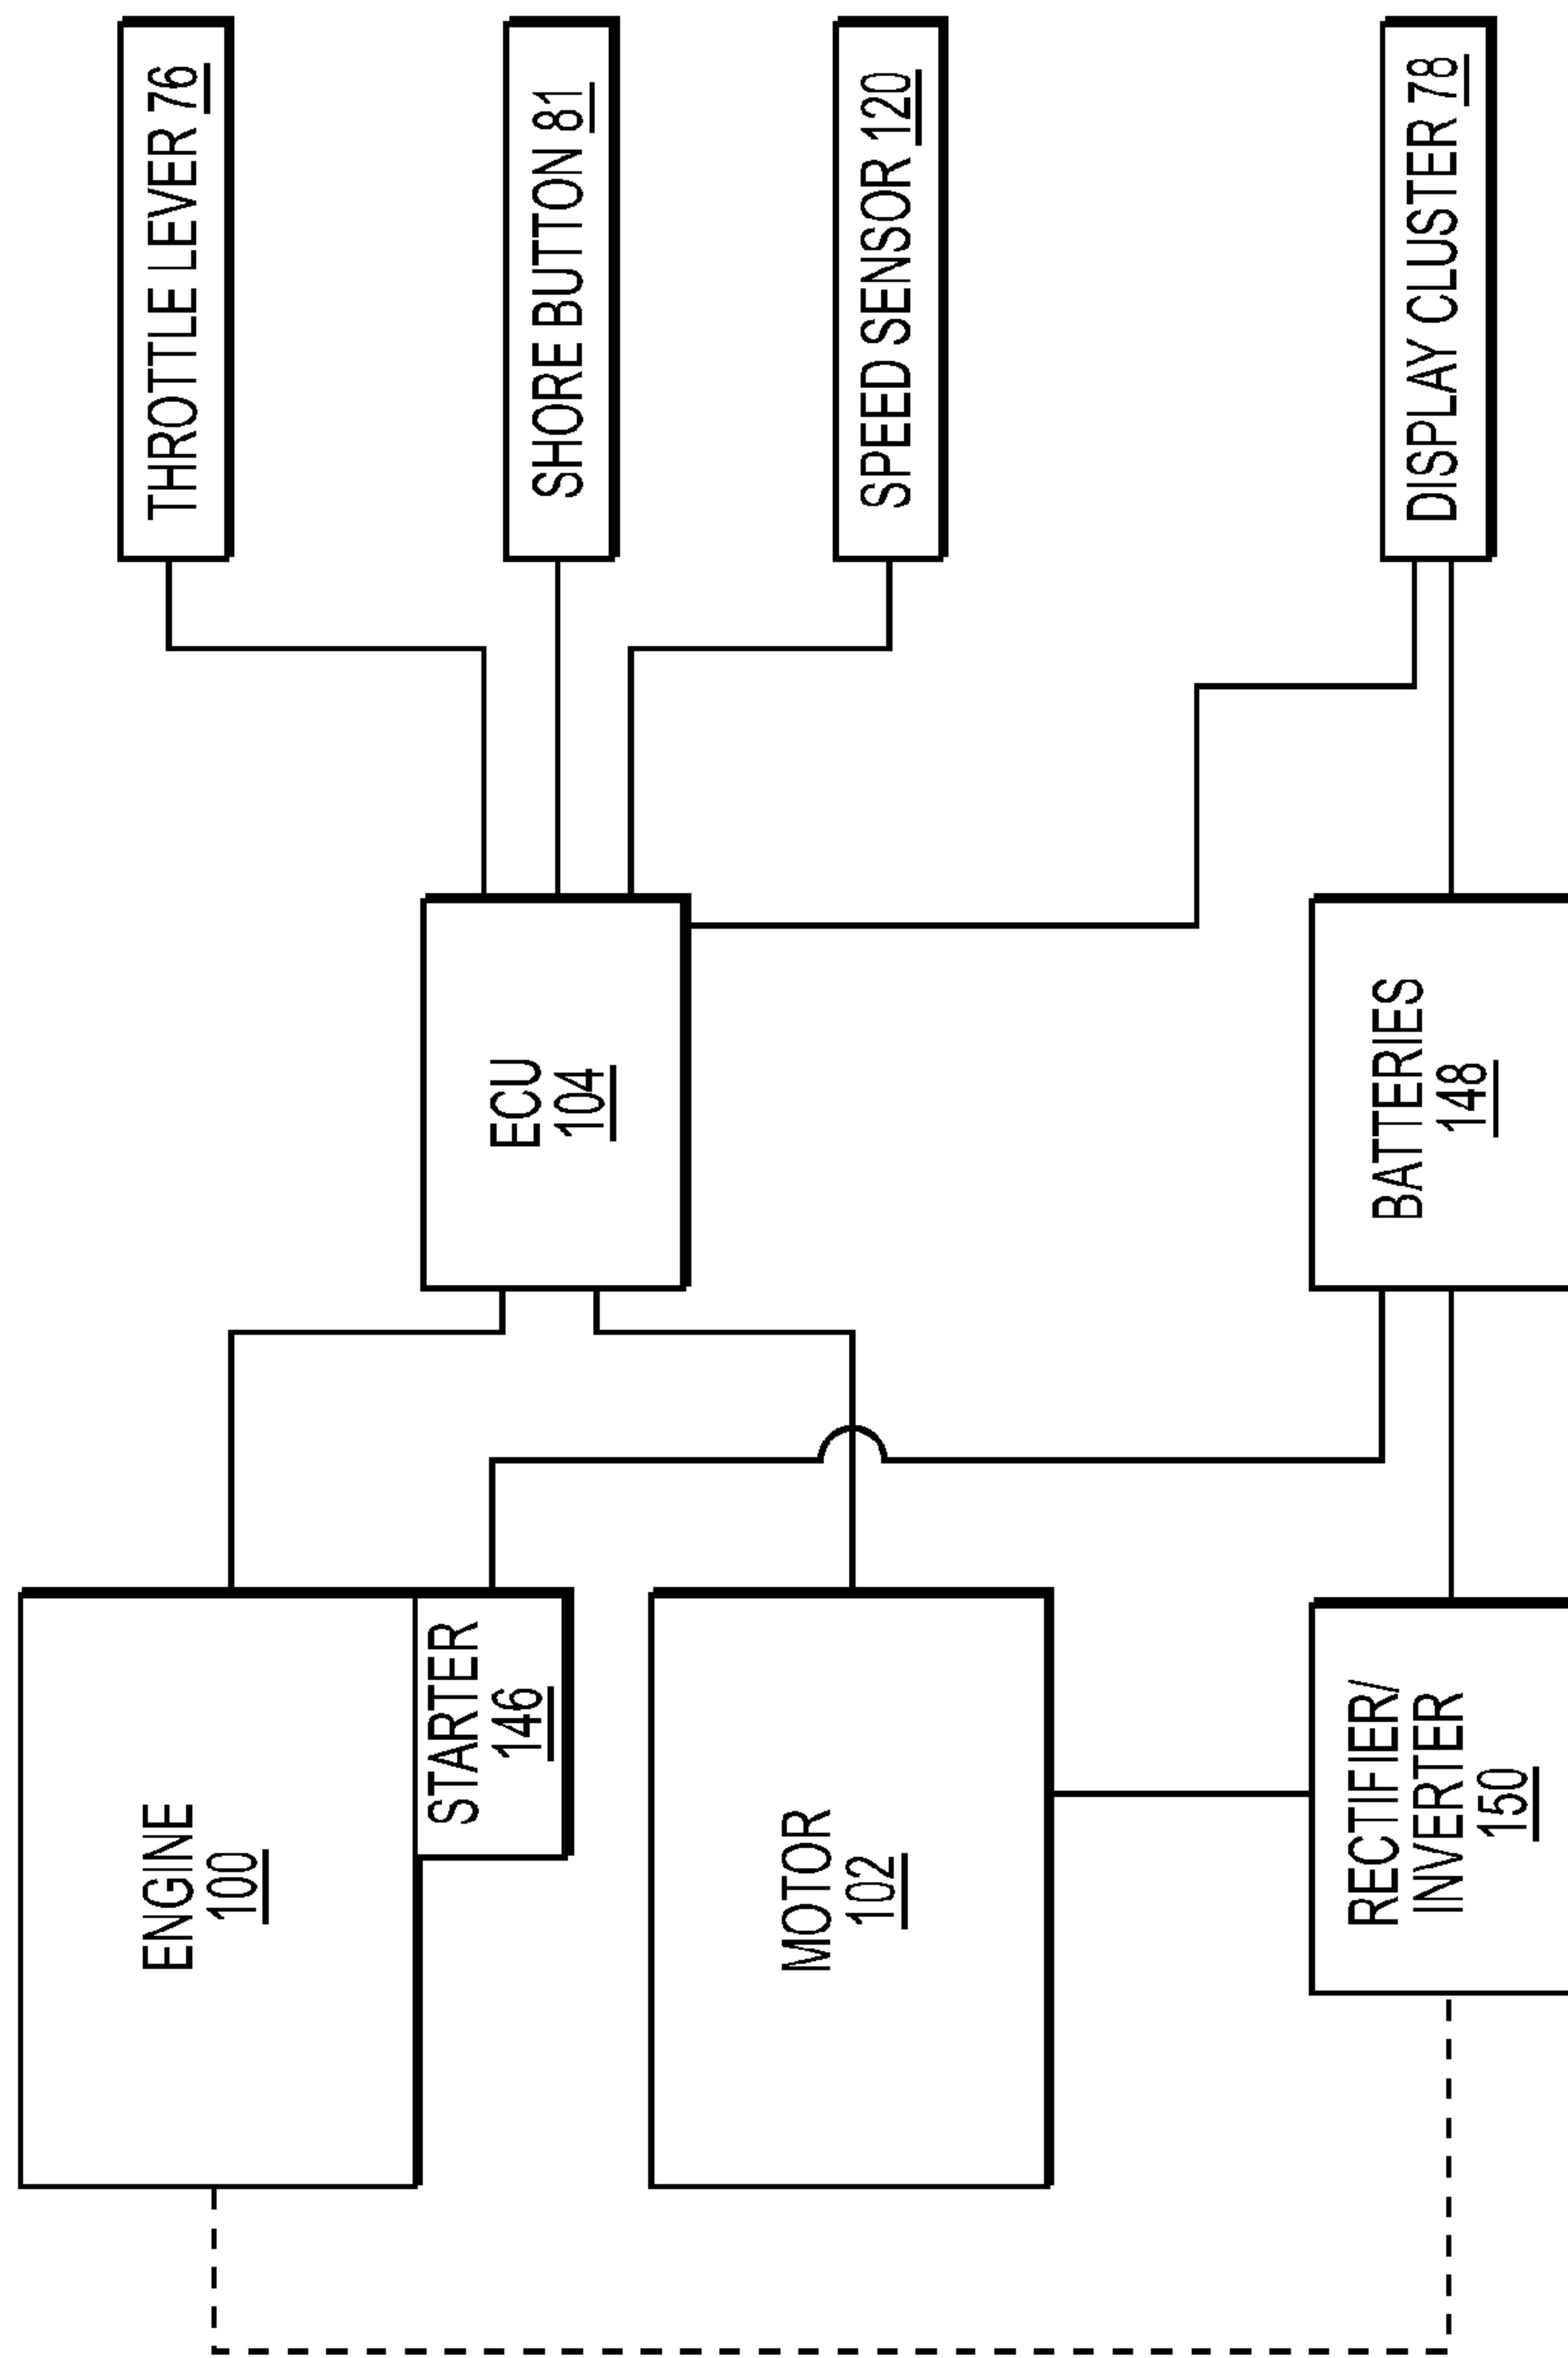 ENGINE
100
STARTER
146
MOTOR
102
RECTIFIER/
INVERTER
150
ECU
104
BATTERIES
148
THROTTLE LEVER 76
SHORE BUTTON 81
SPEED SENSOR 120
DISPLAY CLUSTER 78